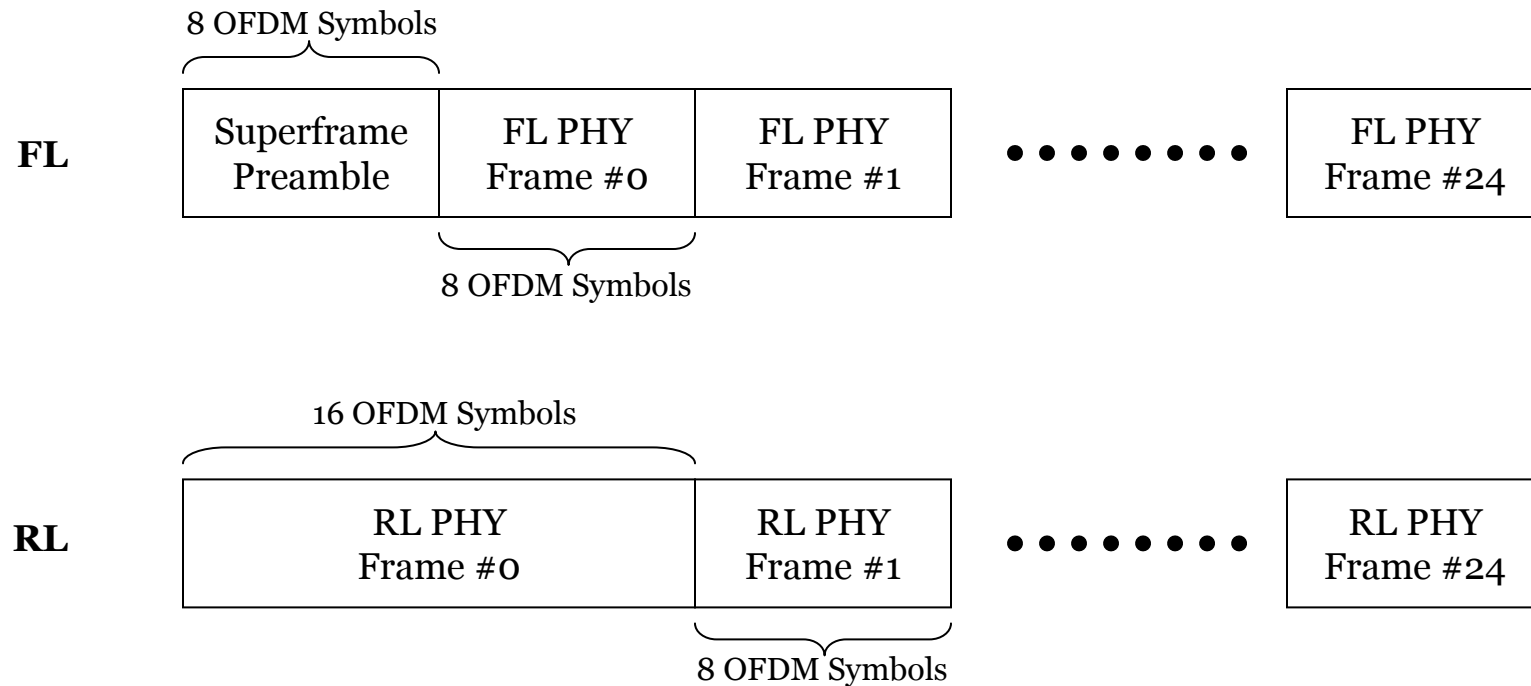 8 OFDM Symbols
FL
Superframe
Preamble
FL PHY
Frame #0
FL PHY
Frame #1
FL PHY
Frame #24
8 OFDM Symbols
16 OFDM Symbols
RL
RL PHY
Frame #0
RL PHY
Frame #1
RL PHY
Frame #24
8 OFDM Symbols